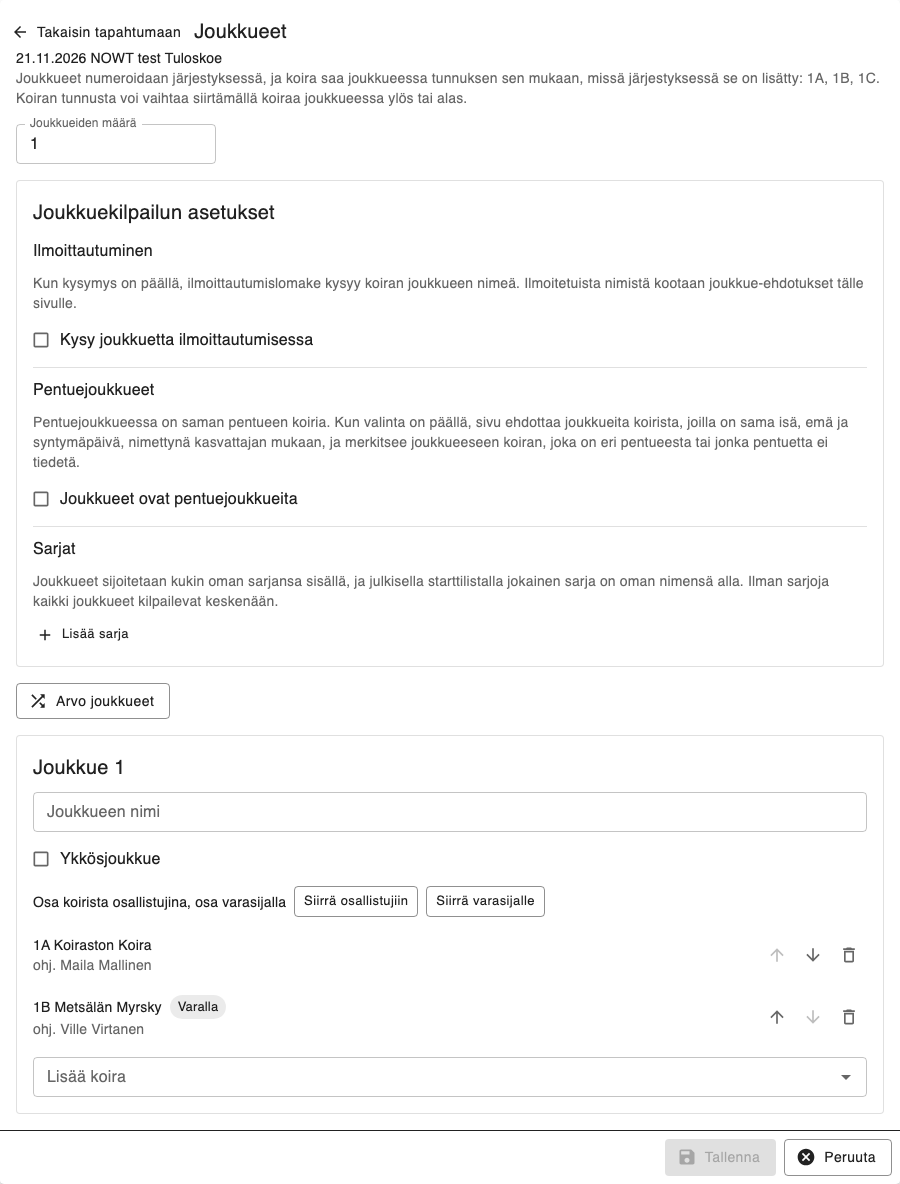 Takaisin tapahtumaan Joukkueet
21.11.2026 NOWT test Tuloskoe
Joukkueet numeroidaan järjestyksessä, ja koira saa joukkueessa tunnuksen sen mukaan, missä järjestyksessä se on lisätty: 1A, 1B, 1C.
Koiran tunnusta voi vaihtaa siirtämällä koiraa joukkueessa ylös tai alas.
Joukkueiden määrä
1
Joukkuekilpailun asetukset
Ilmoittautuminen
Kun kysymys on päällä, ilmoittautumislomake kysyy koiran joukkueen nimeä. Ilmoitetuista nimistä kootaan joukkue-ehdotukset tälle
sivulle.
Kysy joukkuetta ilmoittautumisessa
Pentuejoukkueet
Pentuejoukkueessa on saman pentueen koiria. Kun valinta on päällä, sivu ehdottaa joukkueita koirista, joilla on sama isä, emä ja
syntymäpäivä, nimettynä kasvattajan mukaan, ja merkitsee joukkueeseen koiran, joka on eri pentueesta tai jonka pentuetta ei
tiedetä.
Joukkueet ovat pentuejoukkueita
Sarjat
Joukkueet sijoitetaan kukin oman sarjansa sisällä, ja julkisella starttilistalla jokainen sarja on oman nimensä alla. Ilman sarjoja
kaikki joukkueet kilpailevat keskenään.
Lisää sarja
Arvo joukkueet
Joukkue 1
Joukkueen nimi
Ykkösjoukkue
Osa koirista osallistujina, osa varasijalla Siirrä osallistujiin Siirrä varasijalle
1A Koiraston Koira
ohj. Maila Mallinen
1B Metsälän Myrsky Varalla
ohj. Ville Virtanen
Lisää koira
Tallenna Peruuta